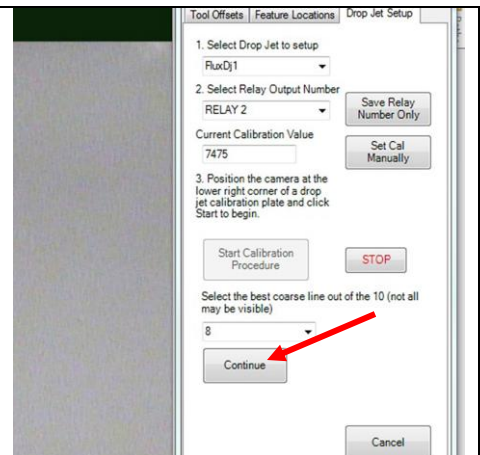 Tool Offsets Feature Locations Drop Jet Setup
1. Select Drop Jet to setup
FluxDj1
2. Select Relay Output Number
RELAY 2
Save Relay
Number Only
Current Calibration Value
7475
Set Cal
Manually
3. Position the camera at the
lower right corner of a drop
jet calibration plate and click
Start to begin.
Start Calibration
Procedure
STOP
Select the best coarse line out of the 10 (not all
may be visible)
8
Continue
Cancel